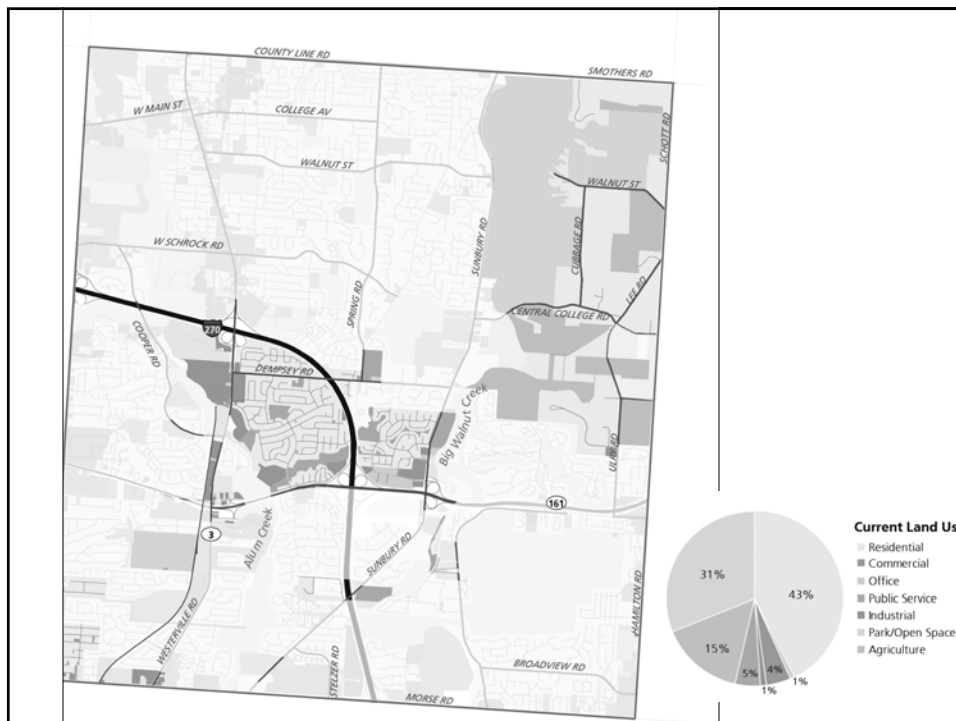 COUNTY LINE RD
SMOTHERS RD
W MAIN ST
COLLEGE AV
SCHOTT RD
WALNUT ST
WALNUT ST
W SCHROCK RD
SUNBURY RD
CUBBAGE RD
LEE RD
270
COOPER RD
SPRING RD
CENTRAL COLLEGE RD
DEMPSEY RD
Big Walnut Creek
ULRY RD
161
3
Alum Creek
SUNBURY RD
WESTERVILLE RD
STELZER RD
HAMILTON RD
BROADVIEW RD
MORSE RD
Current Land Us
Residential
Commercial
Office
Public Service
Industrial
Park/Open Space
Agriculture
31%
43%
15%
5%
4%
1%
1%